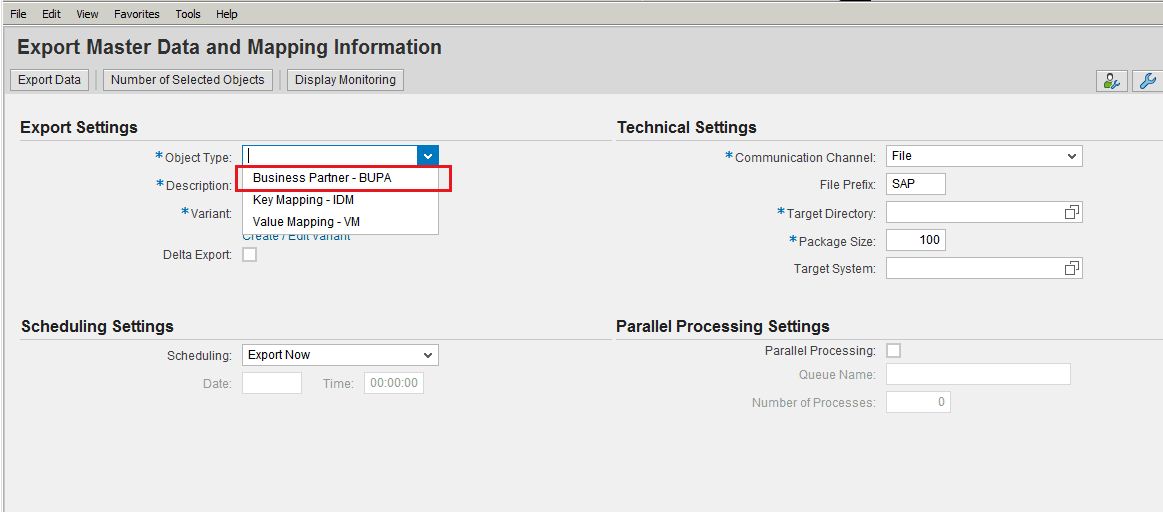 File Edit View Favorites Tools Help
Export Master Data and Mapping Information
Export Data Number of Selected Objects Display Monitoring
Export Settings
*Object Type:
Business Partner - BUPA
*Description:
Key Mapping - IDM
*Variant:
Value Mapping - VM
Create / Edit Variant
Delta Export:
Technical Settings
*Communication Channel: File
File Prefix: SAP
*Target Directory:
*Package Size: 100
Target System:
Scheduling Settings
Scheduling: Export Now
Date: Time: 00:00:00
Parallel Processing Settings
Parallel Processing:
Queue Name:
Number of Processes: 0